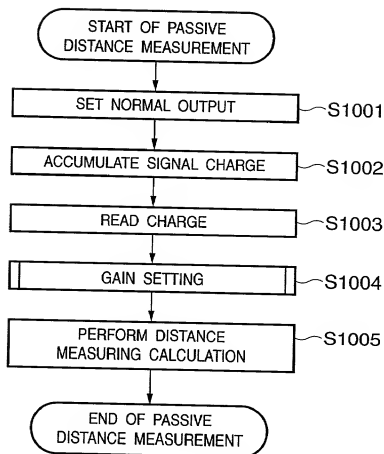 START OF PASSIVE
DISTANCE MEASUREMENT
SET NORMAL OUTPUT
S1001
ACCUMULATE SIGNAL CHARGE
S1002
READ CHARGE
S1003
GAIN SETTING
S1004
PERFORM DISTANCE
MEASURING CALCULATION
S1005
END OF PASSIVE
DISTANCE MEASUREMENT